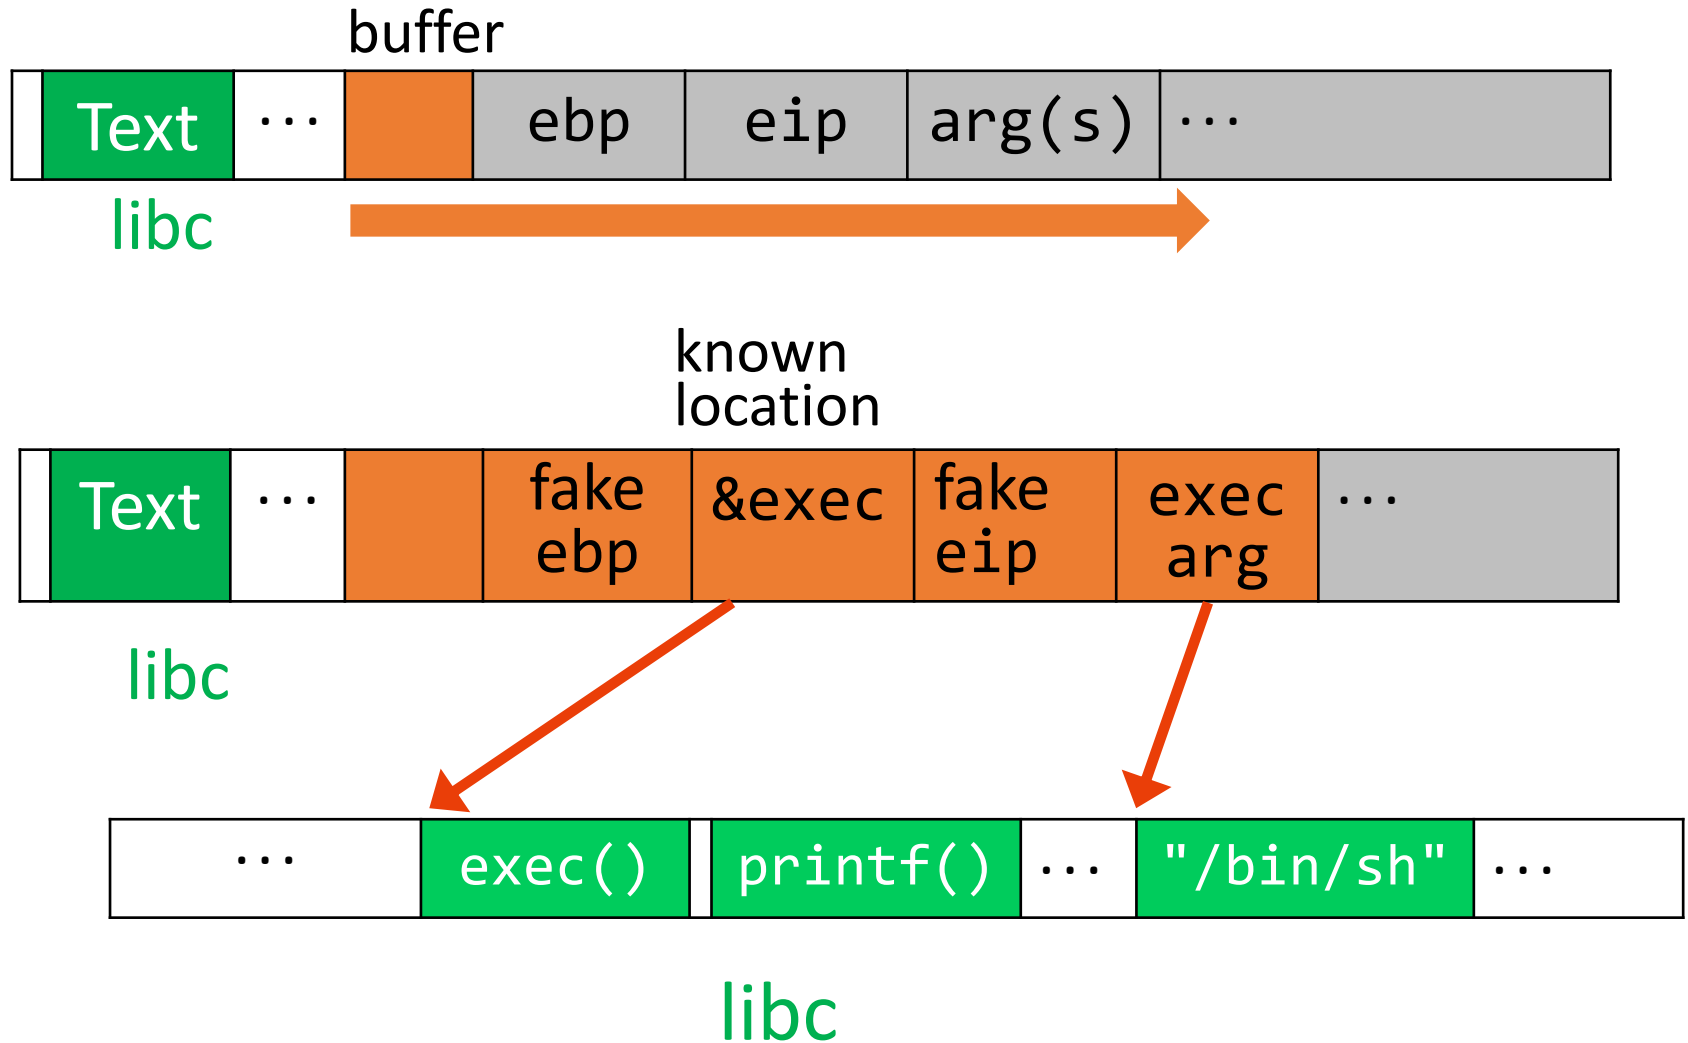 buffer
Text ... ebp eip arg(s) ...
libc
known
location
Text ... fake ebp &exec fake eip exec arg ...
libc
... exec() printf() ... "/bin/sh" ...
libc